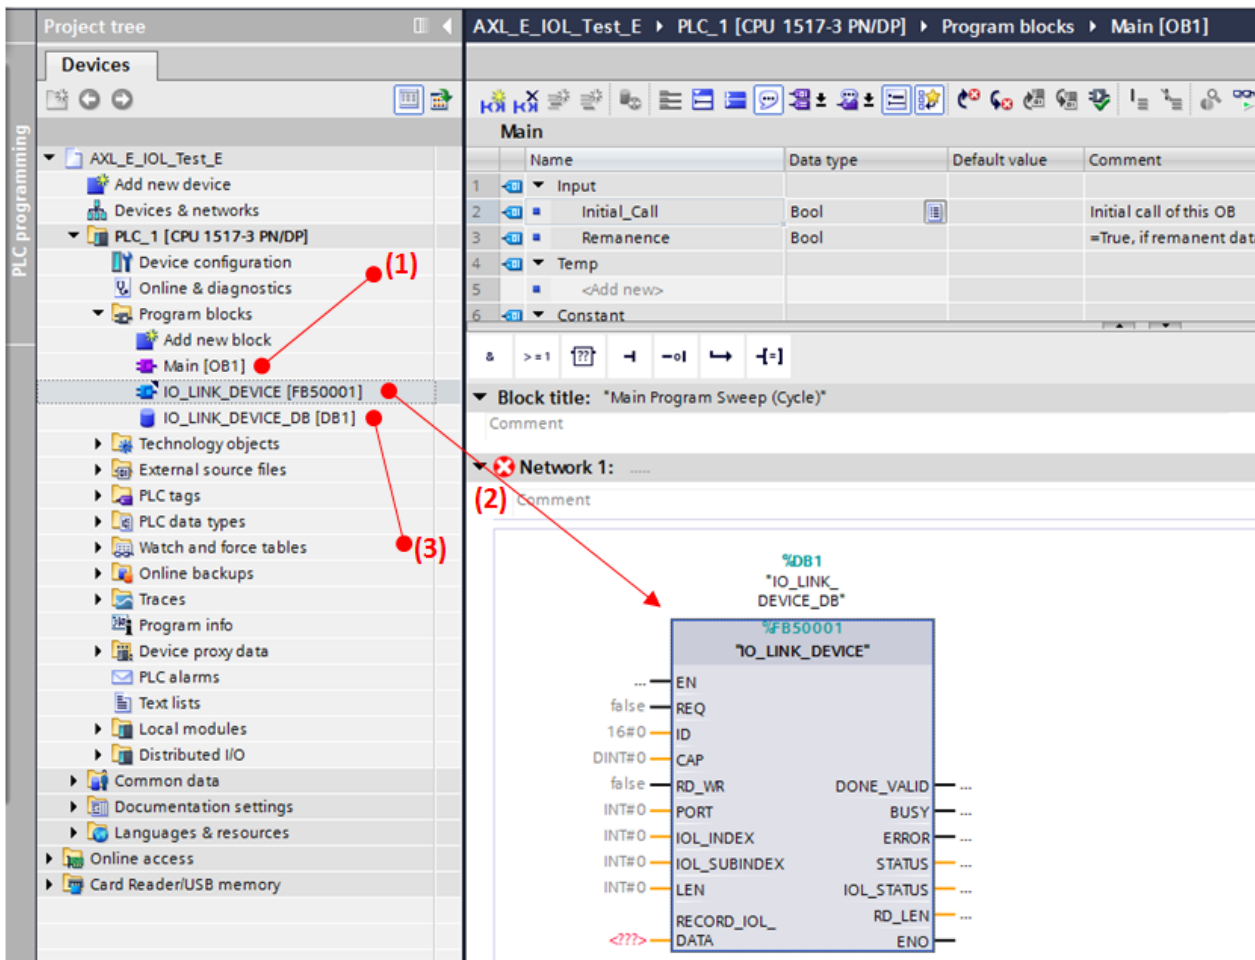 Project tree
AXL_E_IOL_Test_E PLC_1 [CPU 1517-3 PN/DP] Program blocks Main [OB1]
Devices
PLC programming
AXL_E_IOL_Test_E
Add new device
Devices & networks
PLC_1 [CPU 1517-3 PN/DP]
Device configuration
(1)
Online & diagnostics
Program blocks
Add new block
Main [OB1]
IO_LINK_DEVICE [FB50001]
IO_LINK_DEVICE_DB [DB1]
Technology objects
External source files
PLC tags
PLC data types
Watch and force tables
(3)
Online backups
Traces
Program info
Device proxy data
PLC alarms
Text lists
Local modules
Distributed I/O
Common data
Documentation settings
Languages & resources
Online access
Card Reader/USB memory
Main
Name Data type Default value Comment
1 Input
2 Initial_Call Bool Initial call of this OB
3 Remanence Bool =True, if remanent data
4 Temp
5 <Add new>
6 Constant
& >=1 ?? -o| -[=]
Block title: "Main Program Sweep (Cycle)"
Comment
Network 1: .....
(2) Comment
%DB1
"IO_LINK_
DEVICE_DB"
%FB50001
"IO_LINK_DEVICE"
... EN
false REQ
16#0 ID
DINT#0 CAP
false RD_WR DONE_VALID ...
INT#0 PORT BUSY ...
INT#0 IOL_INDEX ERROR ...
INT#0 IOL_SUBINDEX STATUS ...
INT#0 LEN IOL_STATUS ...
RECORD_IOL_ RD_LEN ...
<???> DATA ENO